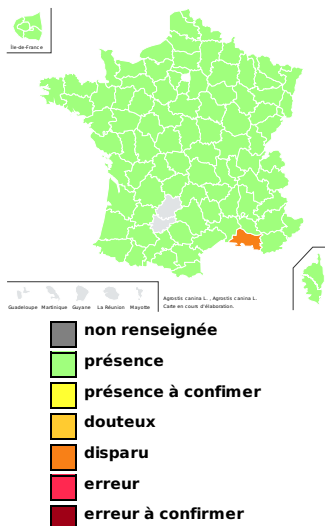 Île-de-France
Guadeloupe Martinique Guyane La Réunion Mayotte
Agrostis canina L. ; Agrostis canina L.
Carte en cours d'élaboration.
non renseignée
présence
présence à confimer
douteux
disparu
erreur
erreur à confirmer